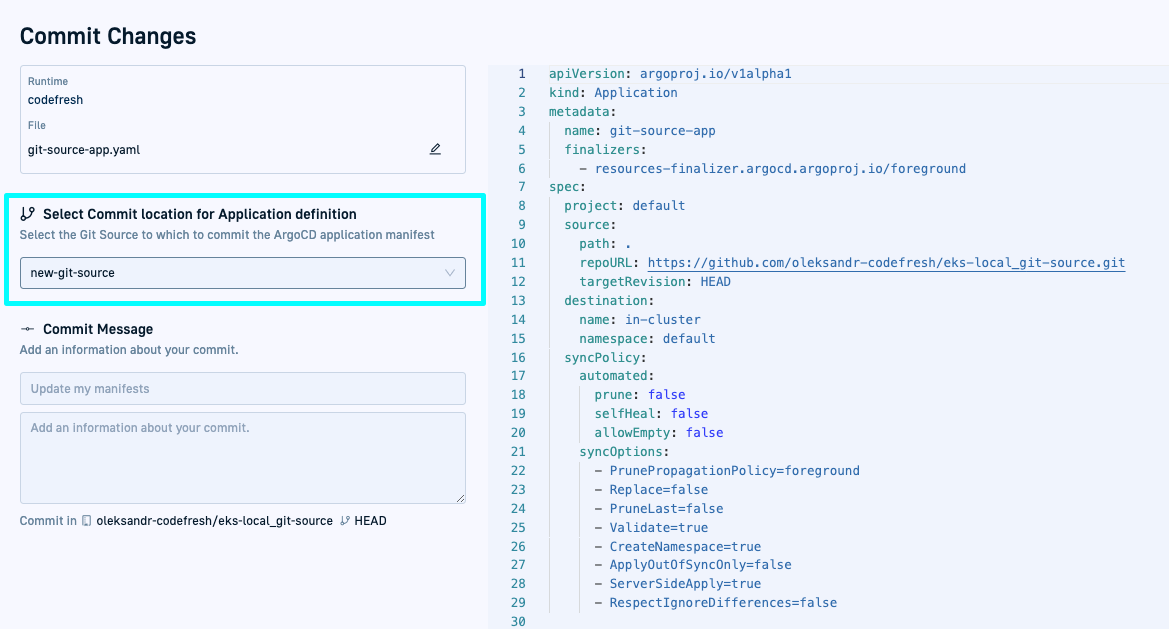 Commit Changes
Runtime
codefresh
File
git-source-app.yaml
Select Commit location for Application definition
Select the Git Source to which to commit the ArgoCD application manifest
new-git-source
Commit Message
Add an information about your commit.
Update my manifests
Add an information about your commit.
Commit in oleksandr-codefresh/eks-local_git-source HEAD
1 apiVersion: argoproj.io/v1alpha1
2 kind: Application
3 metadata:
4   name: git-source-app
5   finalizers:
6     - resources-finalizer.argocd.argoproj.io/foreground
7 spec:
8   project: default
9   source:
10     path: .
11     repoURL: https://github.com/oleksandr-codefresh/eks-local_git-source.git
12     targetRevision: HEAD
13   destination:
14     name: in-cluster
15     namespace: default
16   syncPolicy:
17     automated:
18       prune: false
19       selfHeal: false
20       allowEmpty: false
21     syncOptions:
22       - PrunePropagationPolicy=foreground
23       - Replace=false
24       - PruneLast=false
25       - Validate=true
26       - CreateNamespace=true
27       - ApplyOutOfSyncOnly=false
28       - ServerSideApply=true
29       - RespectIgnoreDifferences=false
30